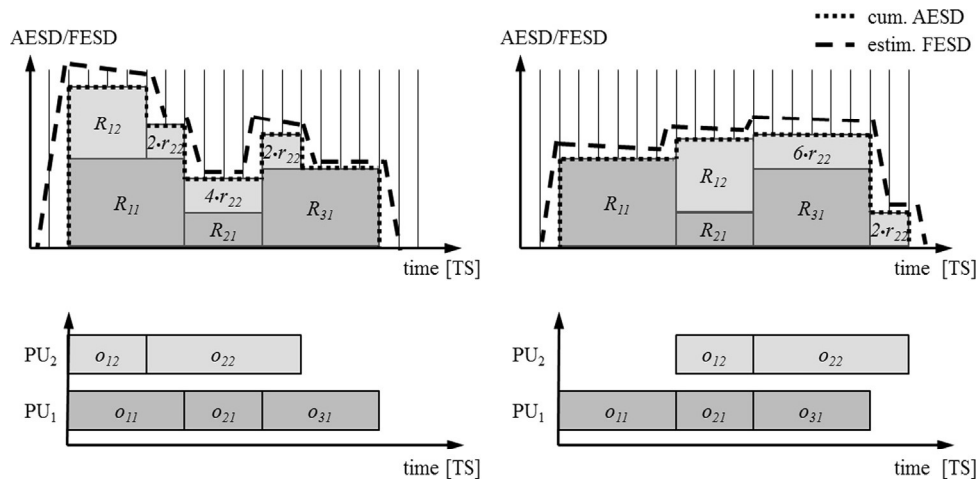 cum. AESD
estim. FESD
AESD/FESD
R12
2•r22
2•r22
4•r22
R11
R31
R21
time [TS]
AESD/FESD
6•r22
R12
R11
R31
R21
2•r22
time [TS]
PU2
o12
o22
PU1
o11
o21
o31
time [TS]
o12
o22
o11
o21
o31
time [TS]